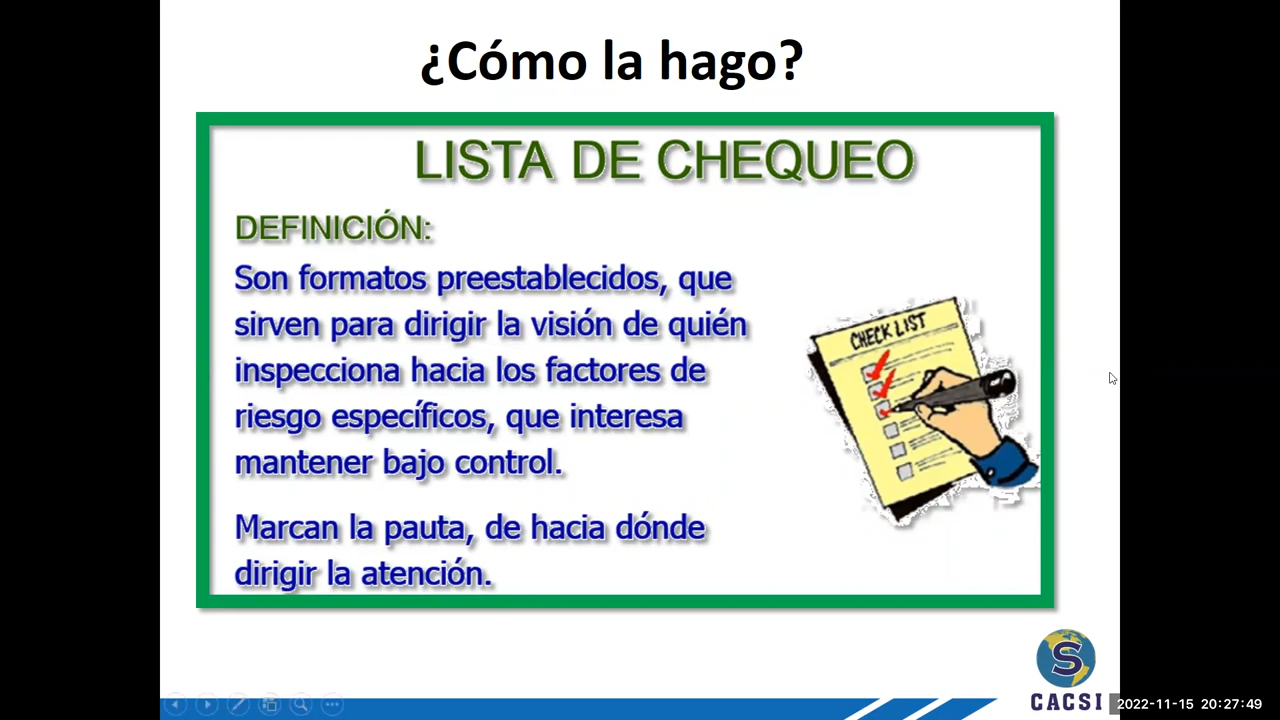 ¿Cómo la hago?
LISTA DE CHEQUEO
DEFINICIÓN:
Son formatos preestablecidos, que
sirven para dirigir la visión de quién
inspecciona hacia los factores de
riesgo específicos, que interesa
mantener bajo control.
CHECK LIST
Marcan la pauta, de hacia dónde
dirigir la atención.
S
CACSI
2022-11-15 20:27:49